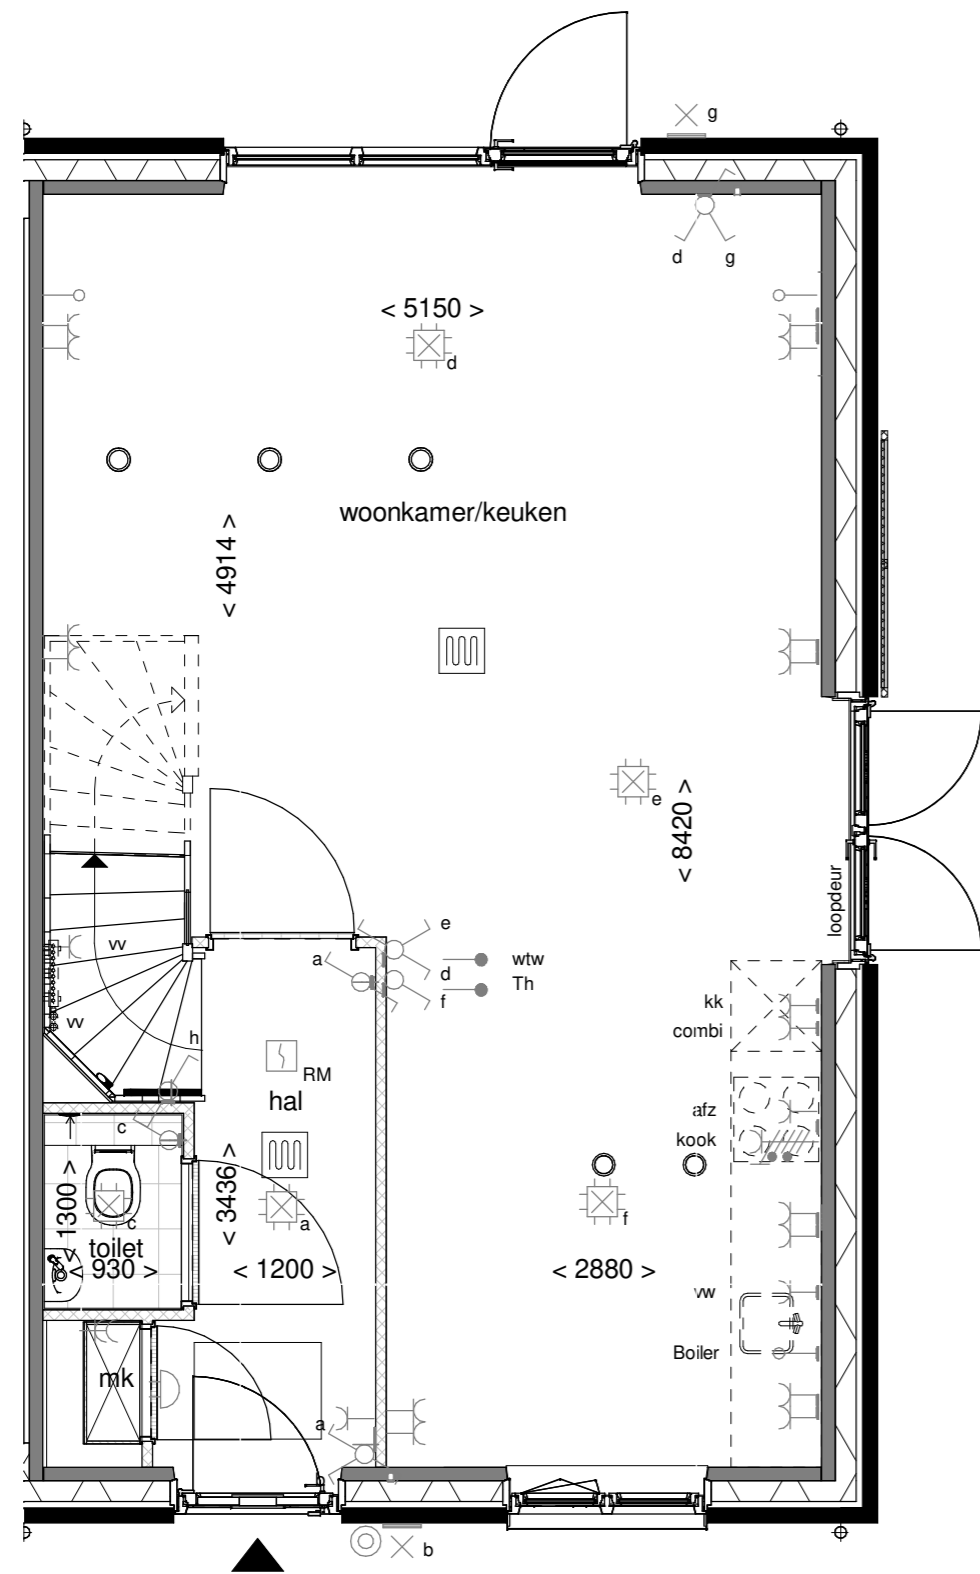 g
d g
< 5150 >
d
woonkamer/keuken
< 4914 >
e
< 8420 >
loopdeur
e
a
vv
d
wtw
f
Th
vv
kk
combi
h
RM
hal
afz
c
kook
< 1300 >
< 3436 >
c
a
f
toilet
< 930 >
< 1200 >
< 2880 >
vw
Boiler
mk
a
b